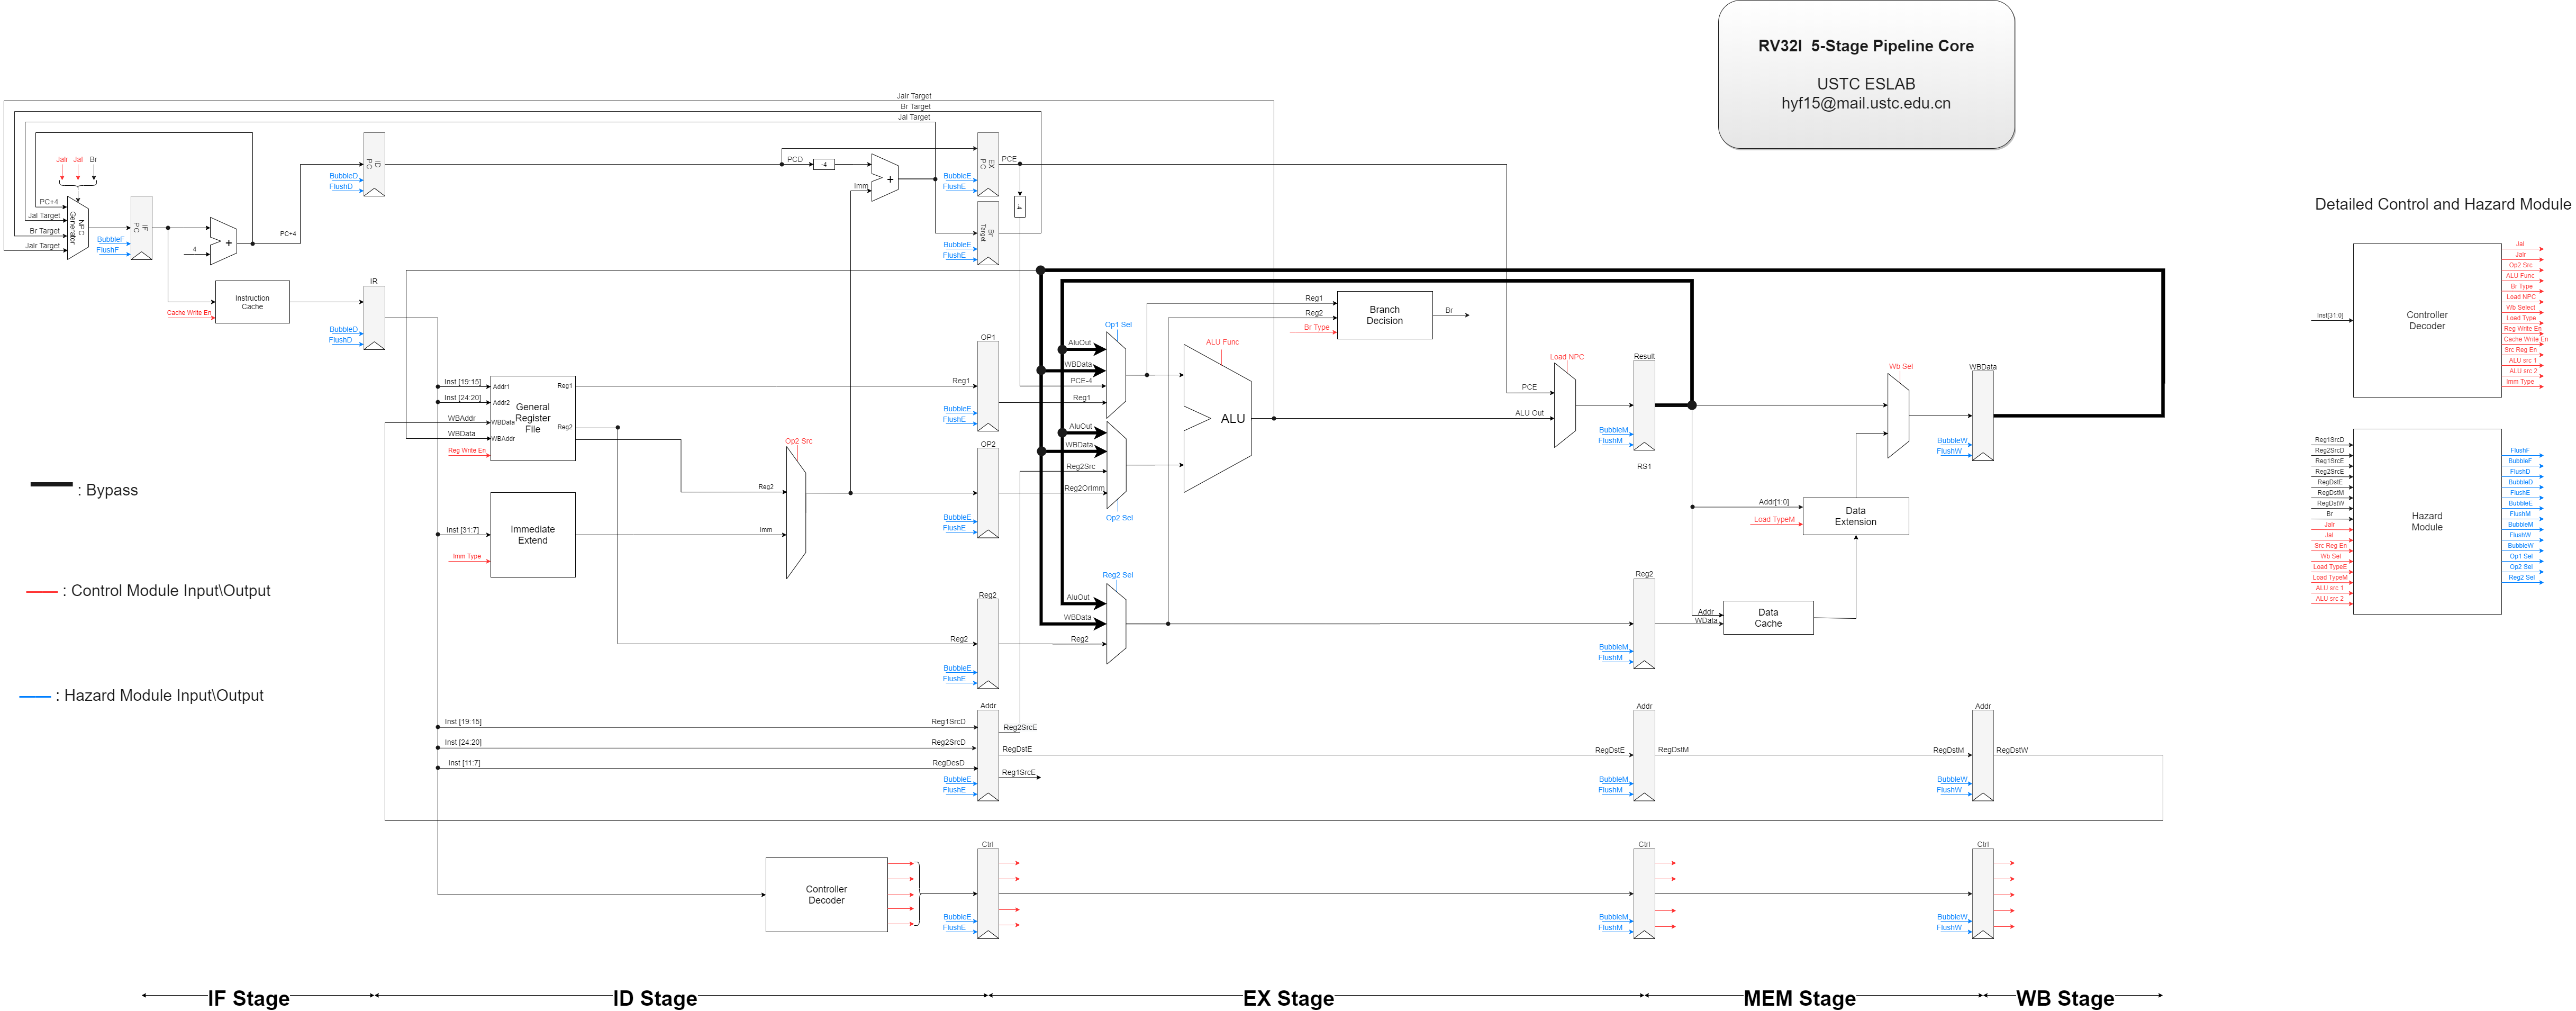 RV32I 5-Stage Pipeline Core
USTC ESLAB
hyf15@mail.ustc.edu.cn
Jalr Target
Br Target
Jal Target
Jalr Jal Br
PC+4
Jal Target
Br Target
Jalr Target
NPC Generator
BubbleF
FlushF
IF PC
4
+
PC+4
ID PC
BubbleD
FlushD
PCD
-4
Imm
+
EX PC
PCE
BubbleE
FlushE
-4
Br Target
BubbleE
FlushE
Instruction
Cache
Cache Write En
IR
BubbleD
FlushD
Inst [19:15]
Inst [24:20]
WBAddr
WBData
Reg Write En
Addr1
Addr2
WBData
WBAddr
General
Register
File
Reg1
Reg2
Inst [31:7]
Imm Type
Immediate
Extend
Op2 Src
Reg2
Imm
OP1
Reg1
BubbleE
FlushE
OP2
BubbleE
FlushE
Reg2
Reg2
BubbleE
FlushE
Op1 Sel
AluOut
WBData
PCE-4
Reg1
AluOut
WBData
Reg2Src
Reg2OrImm
Op2 Sel
Reg2 Sel
AluOut
WBData
Reg2
ALU Func
ALU
Reg1
Reg2
Br Type
Branch
Decision
Br
Load NPC
PCE
ALU Out
Result
BubbleM
FlushM
RS1
Reg2
BubbleM
FlushM
Addr[1:0]
Load TypeM
Data
Extension
Addr
WData
Data
Cache
Wb Sel
WBData
BubbleW
FlushW
Inst [19:15]
Inst [24:20]
Inst [11:7]
Reg1SrcD
Reg2SrcD
RegDesD
BubbleE
FlushE
Addr
Reg2SrcE
RegDstE
Reg1SrcE
RegDstE
Addr
BubbleM
FlushM
RegDstM
RegDstM
Addr
BubbleW
FlushW
RegDstW
Controller
Decoder
Ctrl
BubbleE
FlushE
Ctrl
BubbleM
FlushM
Ctrl
BubbleW
FlushW
: Bypass
: Control Module Input\Output
: Hazard Module Input\Output
Detailed Control and Hazard Module
Inst[31:0]
Controller
Decoder
Jal
Jalr
Op2 Src
ALU Func
Br Type
Load NPC
Wb Select
Load Type
Reg Write En
Cache Write En
Src Reg En
ALU src 1
ALU src 2
Imm Type
Reg1SrcD
Reg2SrcD
Reg1SrcE
Reg2SrcE
RegDstE
RegDstM
RegDstW
Br
Jalr
Jal
Src Reg En
Wb Sel
Load TypeE
Load TypeM
ALU src 1
ALU src 2
Hazard
Module
FlushF
BubbleF
FlushD
BubbleD
FlushE
BubbleE
FlushM
BubbleM
FlushW
BubbleW
Op1 Sel
Op2 Sel
Reg2 Sel
IF Stage
ID Stage
EX Stage
MEM Stage
WB Stage